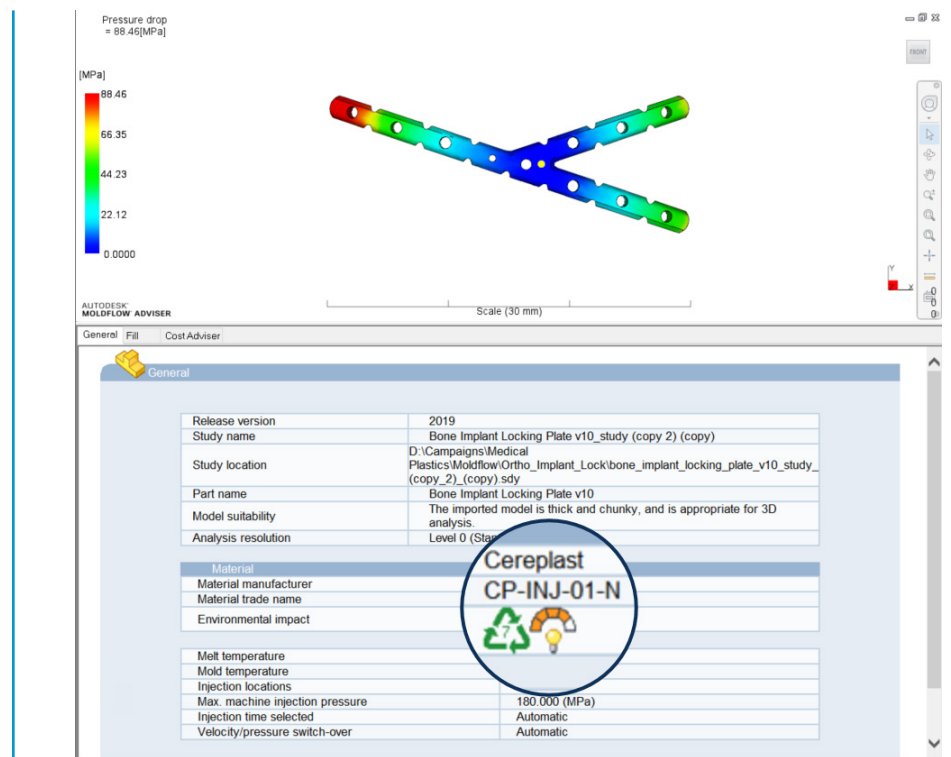 Pressure drop
= 88.46[MPa]
FRONT
[MPa]
88.46
66.35
44.23
22.12
0.0000
Y
X
AUTODESK®
MOLDFLOW ADVISER
Scale (30 mm)
0
0
0
General Fill Cost Adviser
General
Release version 2019
Study name Bone Implant Locking Plate v10_study (copy 2) (copy)
Study location D:\Campaigns\Medical
Plastics\Moldflow\Ortho_Implant_Lock\bone_implant_locking_plate_v10_study_
(copy_2)_(copy).sdy
Part name Bone Implant Locking Plate v10
Model suitability The imported model is thick and chunky, and is appropriate for 3D
analysis.
Analysis resolution Level 0
Material
Material manufacturer Cereplast
Material trade name CP-INJ-01-N
Environmental impact 7
Melt temperature
Mold temperature
Injection locations
Max. machine injection pressure 180.000 (MPa)
Injection time selected Automatic
Velocity/pressure switch-over Automatic